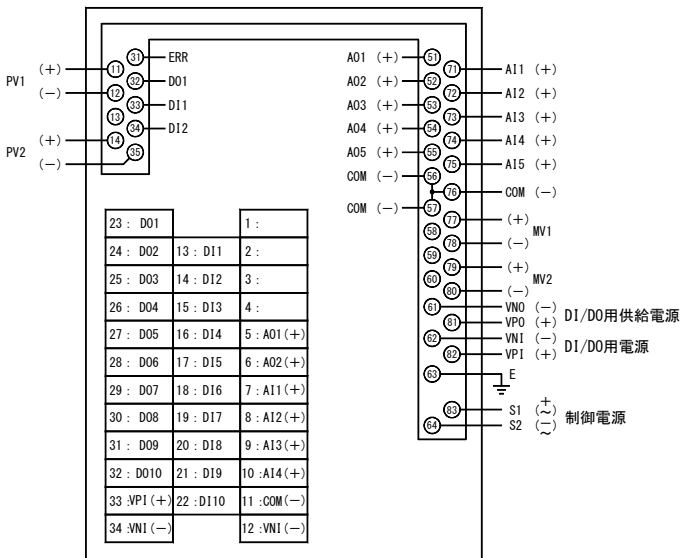 31 ERR
(+) 11
PV1
32 DO1
(−) 12
33 DI1
13
34 DI2
(+) 14
PV2
(−) 35
AO1 (+) 51
71 AI1 (+)
AO2 (+) 52
72 AI2 (+)
AO3 (+) 53
73 AI3 (+)
AO4 (+) 54
74 AI4 (+)
AO5 (+) 55
75 AI5 (+)
COM (−) 56
76 COM (−)
COM (−) 57
77 (+)
MV1
58
78 (−)
59
79 (+)
MV2
60
80 (−)
61 VNO (−)
DI/DO用供給電源
81 VPO (+)
62 VNI (−)
DI/DO用電源
82 VPI (+)
63 E
83 S1 (+ ~)
制御電源
64 S2 (− ~)
23 : DO1 1 :
24 : DO2 13 : DI1 2 :
25 : DO3 14 : DI2 3 :
26 : DO4 15 : DI3 4 :
27 : DO5 16 : DI4 5 : AO1(+)
28 : DO6 17 : DI5 6 : AO2(+)
29 : DO7 18 : DI6 7 : AI1(+)
30 : DO8 19 : DI7 8 : AI2(+)
31 : DO9 20 : DI8 9 : AI3(+)
32 : DO10 21 : DI9 10 :AI4(+)
33 :VPI(+) 22 :DI10 11 :COM(−)
34 :VNI(−) 12 :VNI(−)